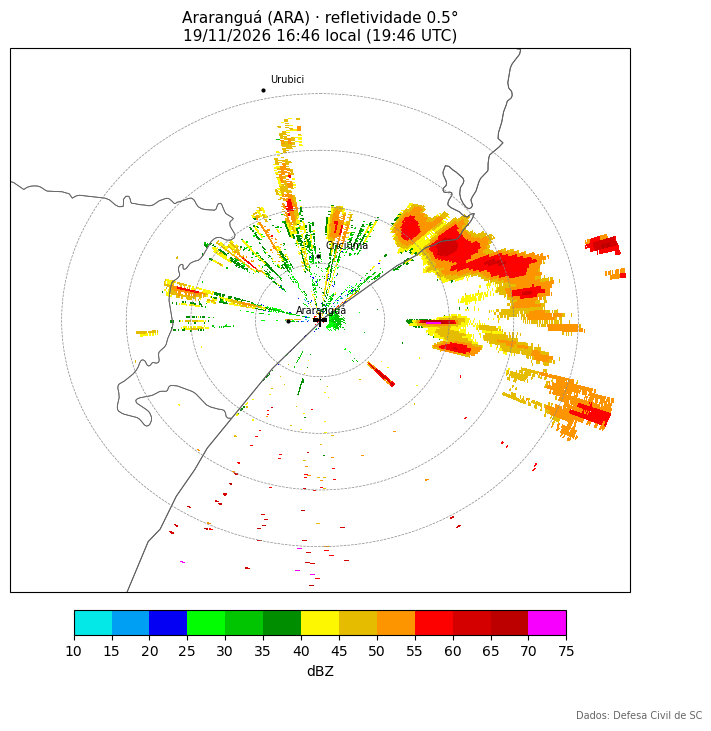 Araranguá (ARA) · refletividade 0.5°
19/11/2026 16:46 local (19:46 UTC)
Urubici
Criciúma
Araranguá
10 15 20 25 30 35 40 45 50 55 60 65 70 75
dBZ
Dados: Defesa Civil de SC